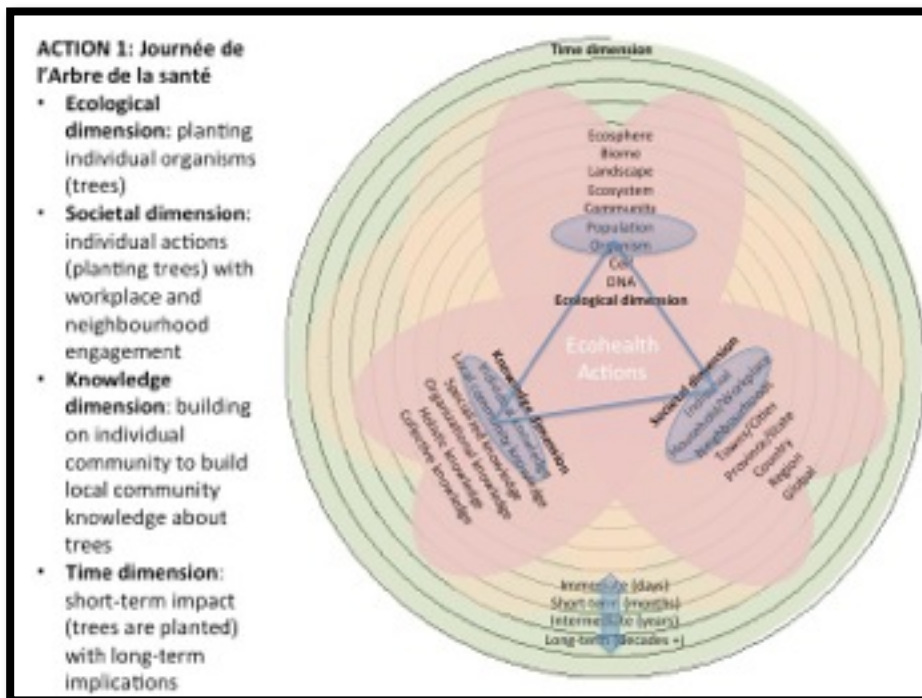 ACTION 1: Journée de
l'Arbre de la santé
• Ecological
dimension: planting
individual organisms
(trees)
• Societal dimension:
individual actions
(planting trees) with
workplace and
neighbourhood
engagement
• Knowledge
dimension: building
on individual
community to build
local community
knowledge about
trees
• Time dimension:
short-term impact
(trees are planted)
with long-term
implications
Time dimension
Ecosphere
Biome
Landscape
Ecosystem
Community
Population
Organism
Cell
DNA
Ecological dimension
Ecohealth
Actions
Knowledge dimension
Individual knowledge
Local community knowledge
Specialized knowledge
Organizational knowledge
Holistic knowledge
Collective knowledge
Societal dimension
Individual
Household/Workplace
Neighbourhood
Towns/Cities
Province/State
Country
Region
Global
Immediate (days)
Short term (months)
Intermediate (years)
Long-term (decades +)